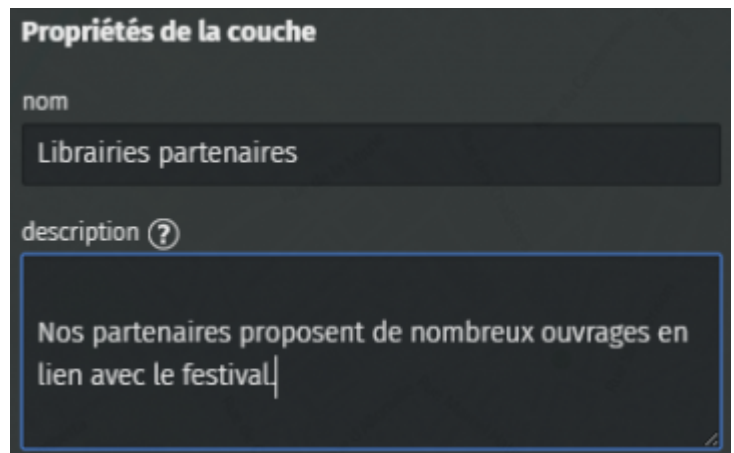 Propriétés de la couche
nom
Librairies partenaires
description ?
Nos partenaires proposent de nombreux ouvrages en
lien avec le festival.